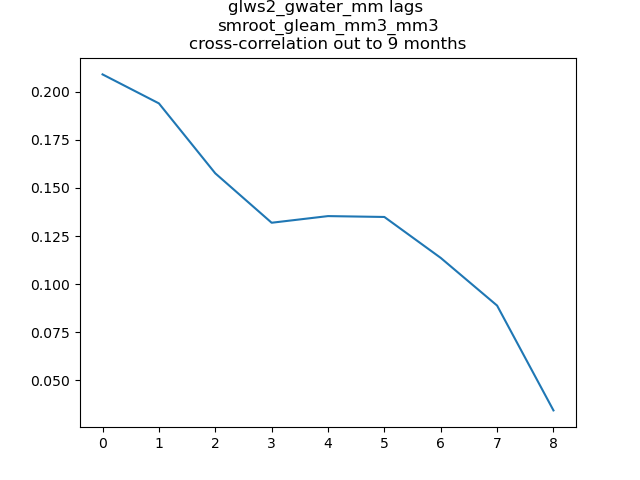 glws2_gwater_mm lags
smroot_gleam_mm3_mm3
cross-correlation out to 9 months
0.200
0.175
0.150
0.125
0.100
0.075
0.050
0 1 2 3 4 5 6 7 8